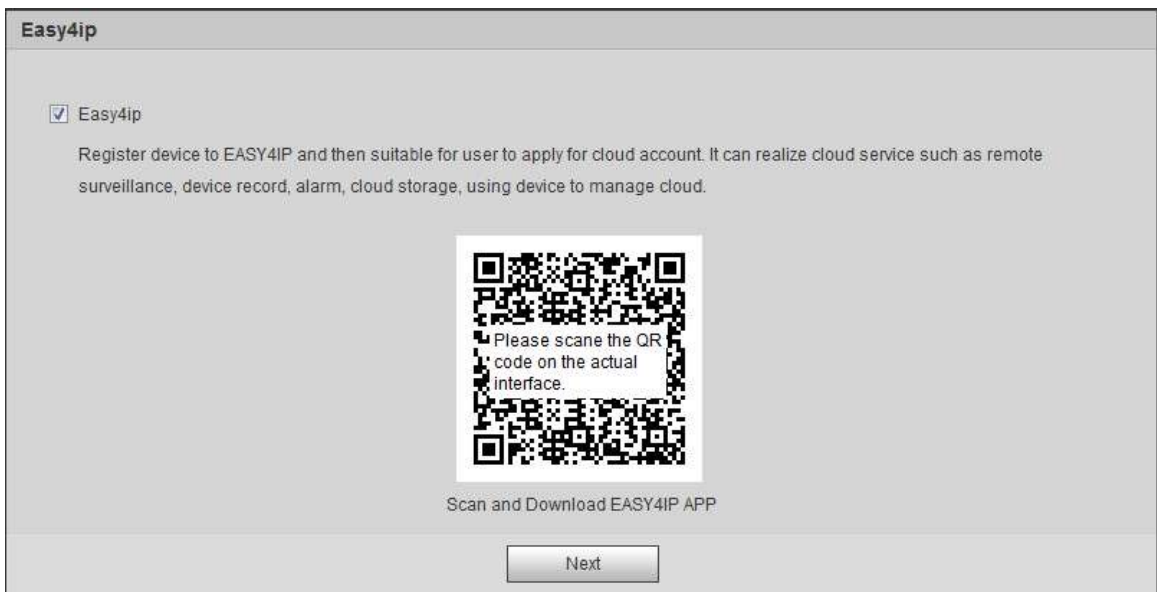 Easy4ip
Easy4ip
Register device to EASY4IP and then suitable for user to apply for cloud account. It can realize cloud service such as remote
surveillance, device record, alarm, cloud storage, using device to manage cloud.
Please scane the QR
code on the actual
interface.
Scan and Download EASY4IP APP
Next